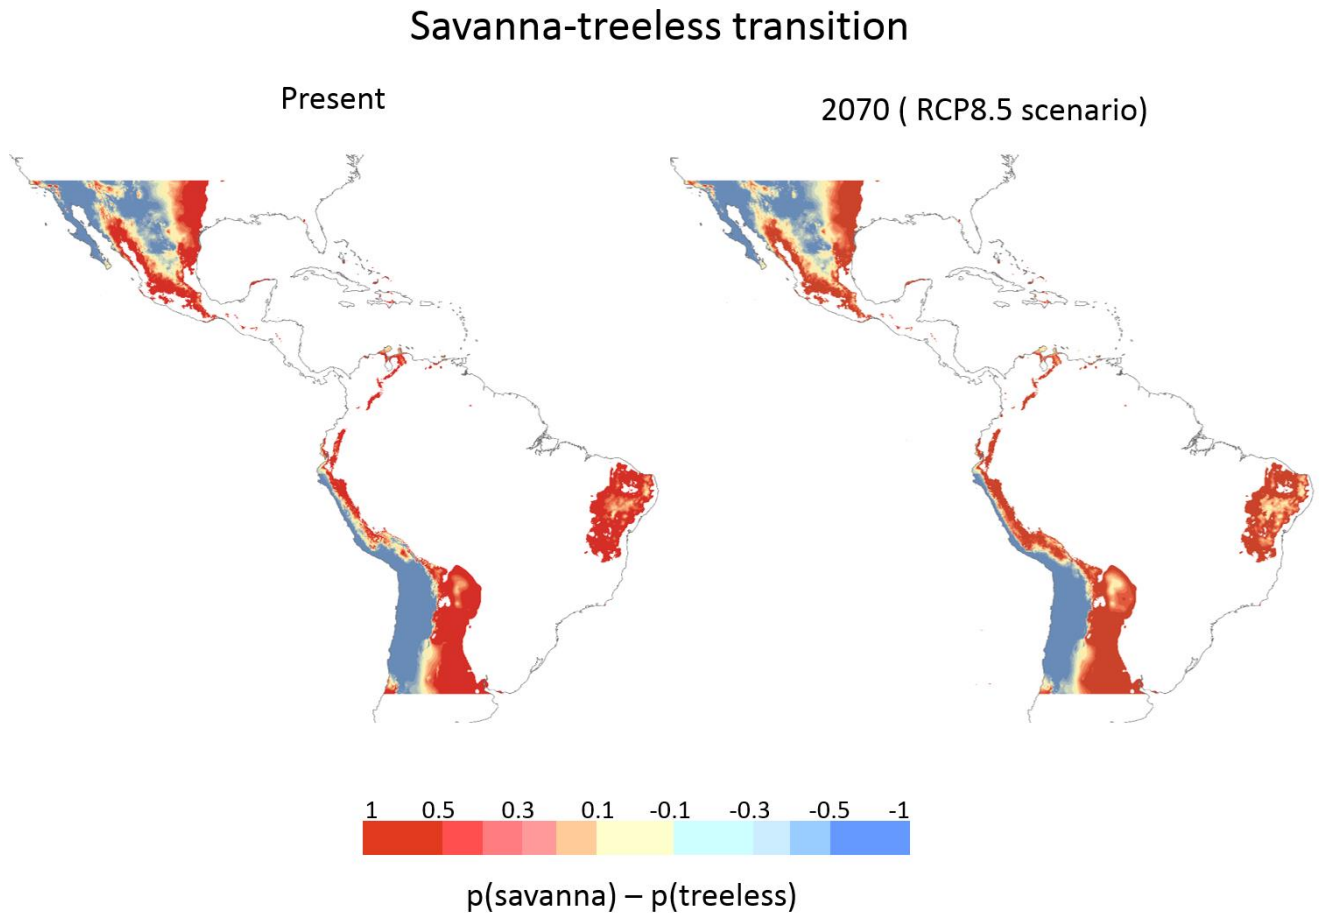 Savanna-treeless transition
Present
2070 ( RCP8.5 scenario)
1 0.5 0.3 0.1 -0.1 -0.3 -0.5 -1
p(savanna) – p(treeless)